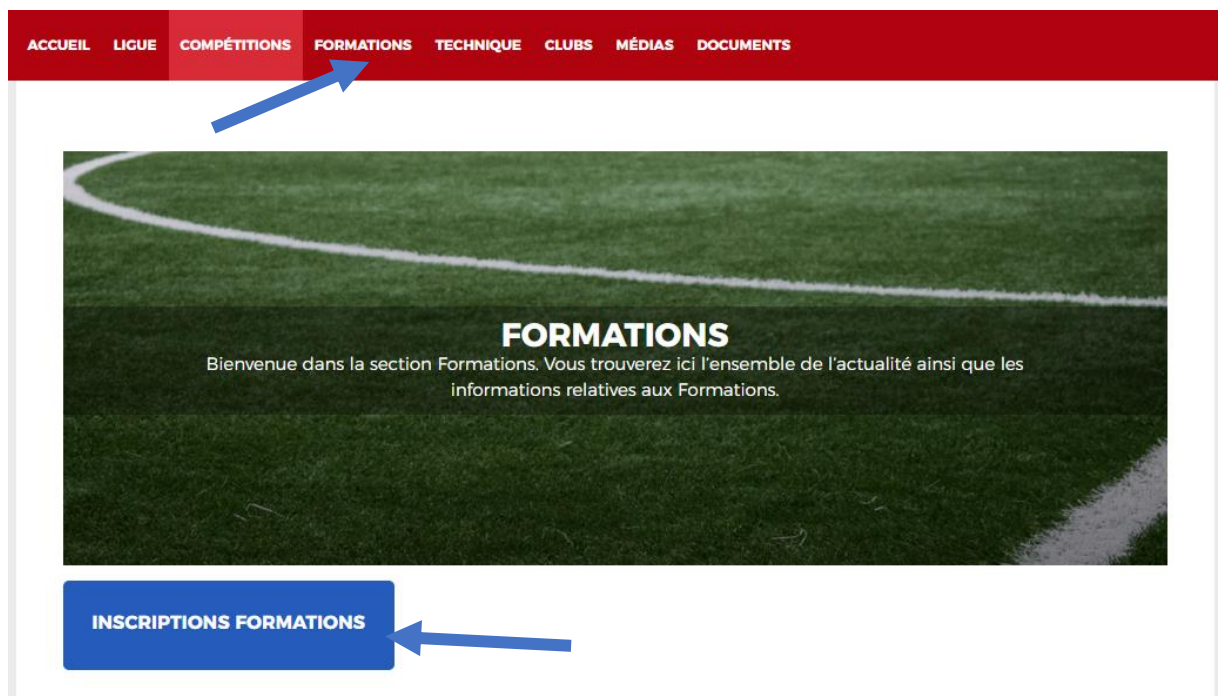 ACCUEIL LIGUE COMPÉTITIONS FORMATIONS TECHNIQUE CLUBS MÉDIAS DOCUMENTS
FORMATIONS
Bienvenue dans la section Formations. Vous trouverez ici l'ensemble de l'actualité ainsi que les
informations relatives aux Formations.
INSCRIPTIONS FORMATIONS